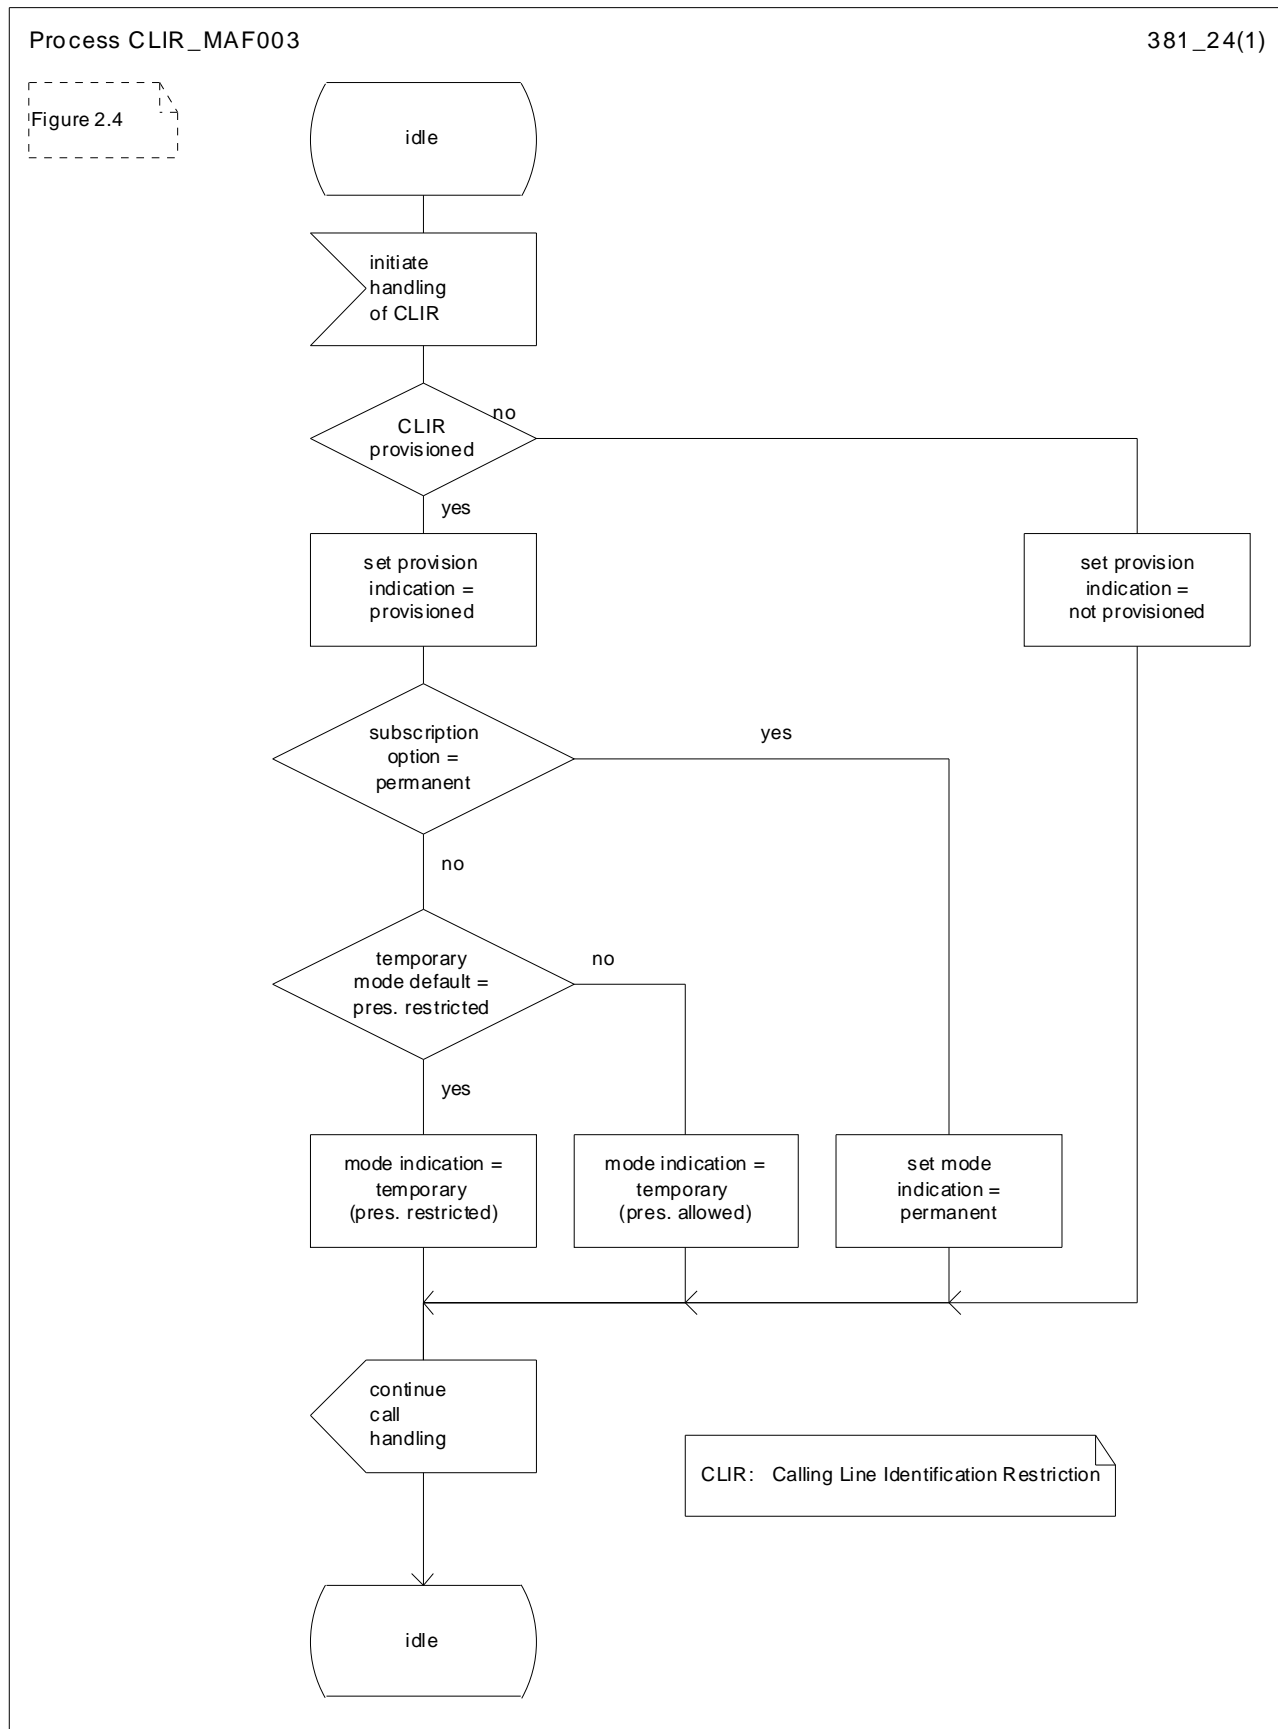 Process CLIR_MAF003
381_24(1)
Figure 2.4
idle
initiate
handling
of CLIR
CLIR
provisioned
no
yes
set provision
indication =
provisioned
set provision
indication =
not provisioned
subscription
option =
permanent
yes
no
temporary
mode default =
pres. restricted
no
yes
mode indication =
temporary
(pres. restricted)
mode indication =
temporary
(pres. allowed)
set mode
indication =
permanent
continue
call
handling
CLIR: Calling Line Identification Restriction
idle